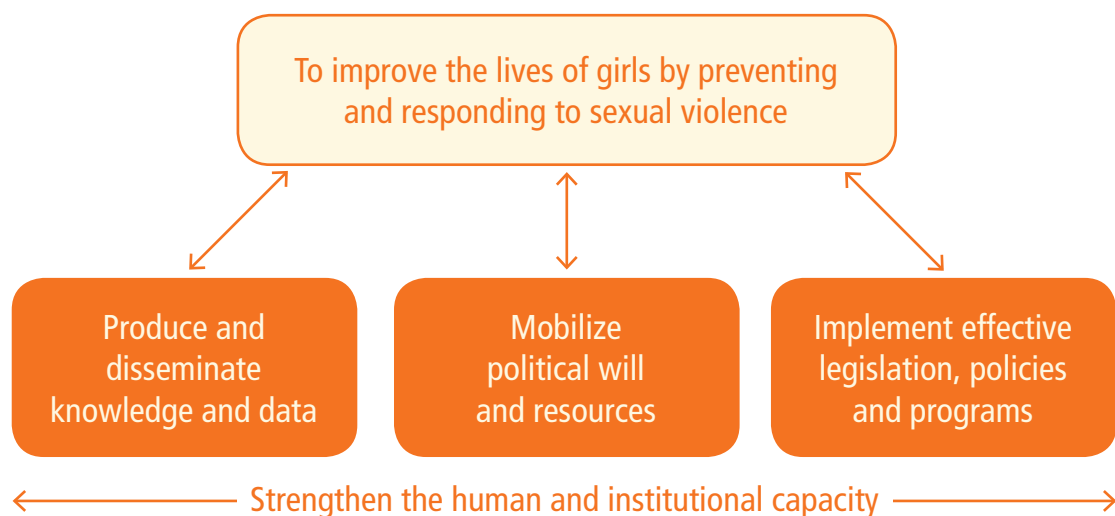 To improve the lives of girls by preventing
and responding to sexual violence
Produce and
disseminate
knowledge and data
Mobilize
political will
and resources
Implement effective
legislation, policies
and programs
Strengthen the human and institutional capacity